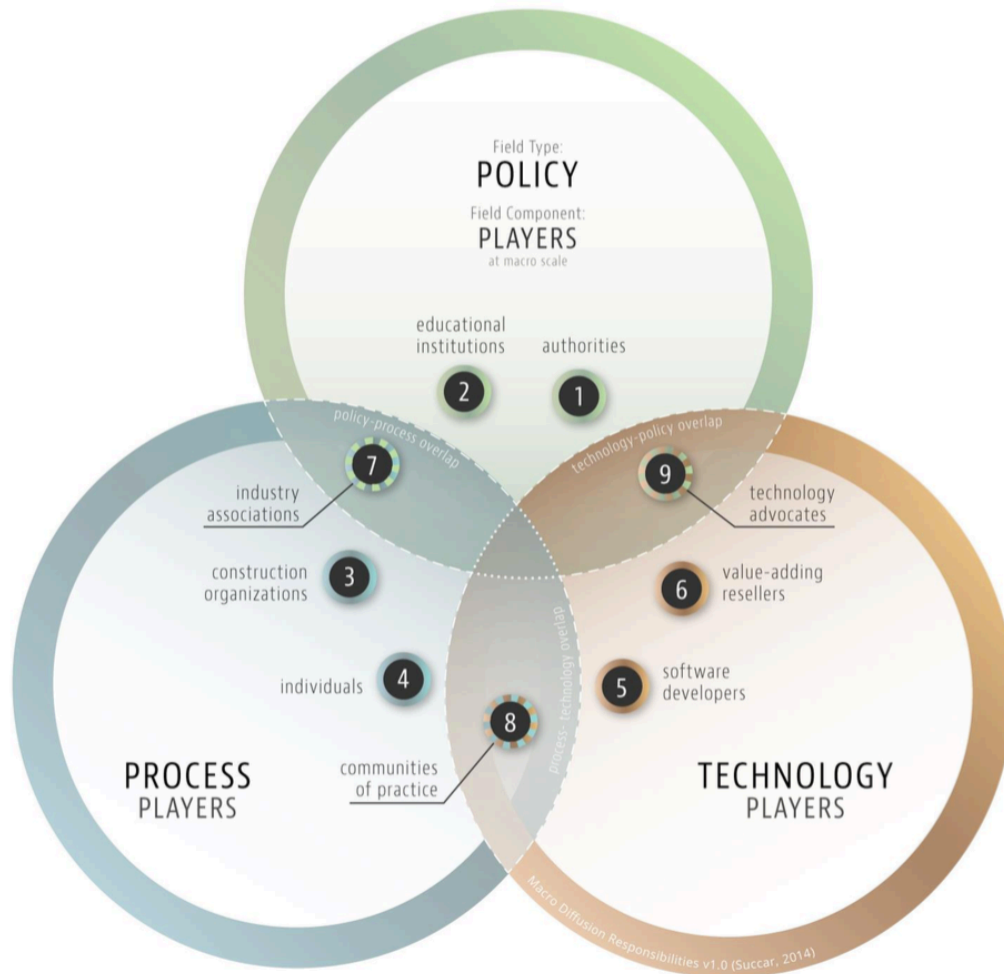 Field Type:
POLICY
Field Component:
PLAYERS
at macro scale
educational
institutions
authorities
2
1
policy-process overlap
technology-policy overlap
7
9
industry
associations
technology
advocates
construction
organizations
3
6
value-adding
resellers
individuals
4
5
software
developers
process- technology overlap
8
communities
of practice
PROCESS
PLAYERS
TECHNOLOGY
PLAYERS
Macro Diffusion Responsibilities v1.0 (Succar, 2014)